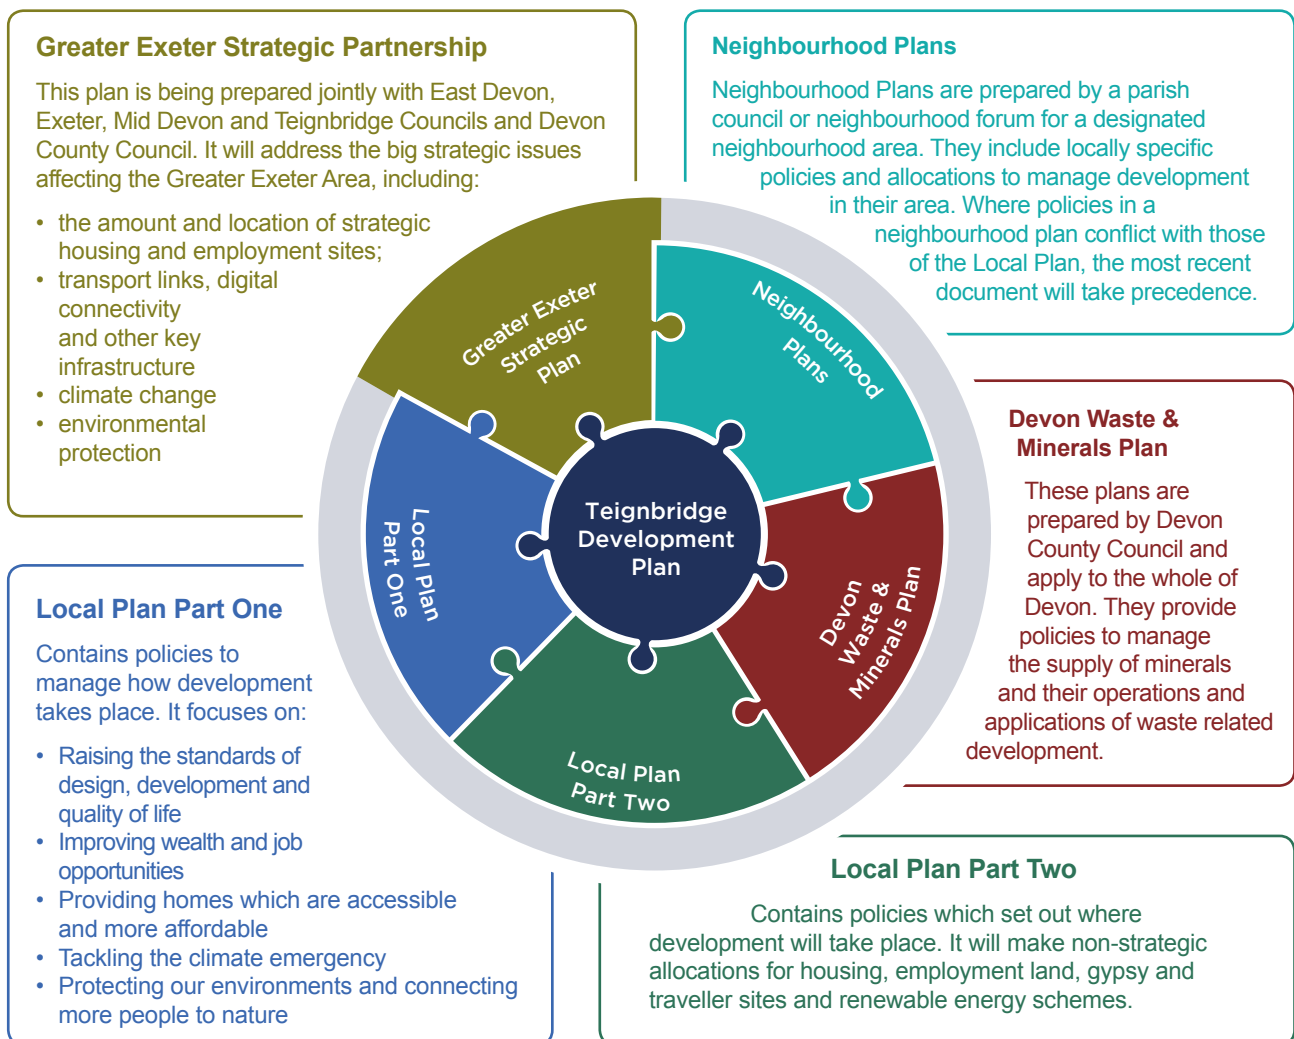 Greater Exeter Strategic Partnership
This plan is being prepared jointly with East Devon,
Exeter, Mid Devon and Teignbridge Councils and Devon
County Council. It will address the big strategic issues
affecting the Greater Exeter Area, including:
• the amount and location of strategic
housing and employment sites;
• transport links, digital
connectivity
and other key
infrastructure
• climate change
• environmental
protection
Neighbourhood Plans
Neighbourhood Plans are prepared by a parish
council or neighbourhood forum for a designated
neighbourhood area. They include locally specific
policies and allocations to manage development
in their area. Where policies in a
neighbourhood plan conflict with those
of the Local Plan, the most recent
document will take precedence.
Greater Exeter
Strategic
Plan
Neighbourhood
Plans
Devon
Waste &
Minerals Plan
Local Plan
Part Two
Local Plan
Part One
Teignbridge
Development
Plan
Devon Waste &
Minerals Plan
These plans are
prepared by Devon
County Council and
apply to the whole of
Devon. They provide
policies to manage
the supply of minerals
and their operations and
applications of waste related
development.
Local Plan Part One
Contains policies to
manage how development
takes place. It focuses on:
• Raising the standards of
design, development and
quality of life
• Improving wealth and job
opportunities
• Providing homes which are accessible
and more affordable
• Tackling the climate emergency
• Protecting our environments and connecting
more people to nature
Local Plan Part Two
Contains policies which set out where
development will take place. It will make non-strategic
allocations for housing, employment land, gypsy and
traveller sites and renewable energy schemes.